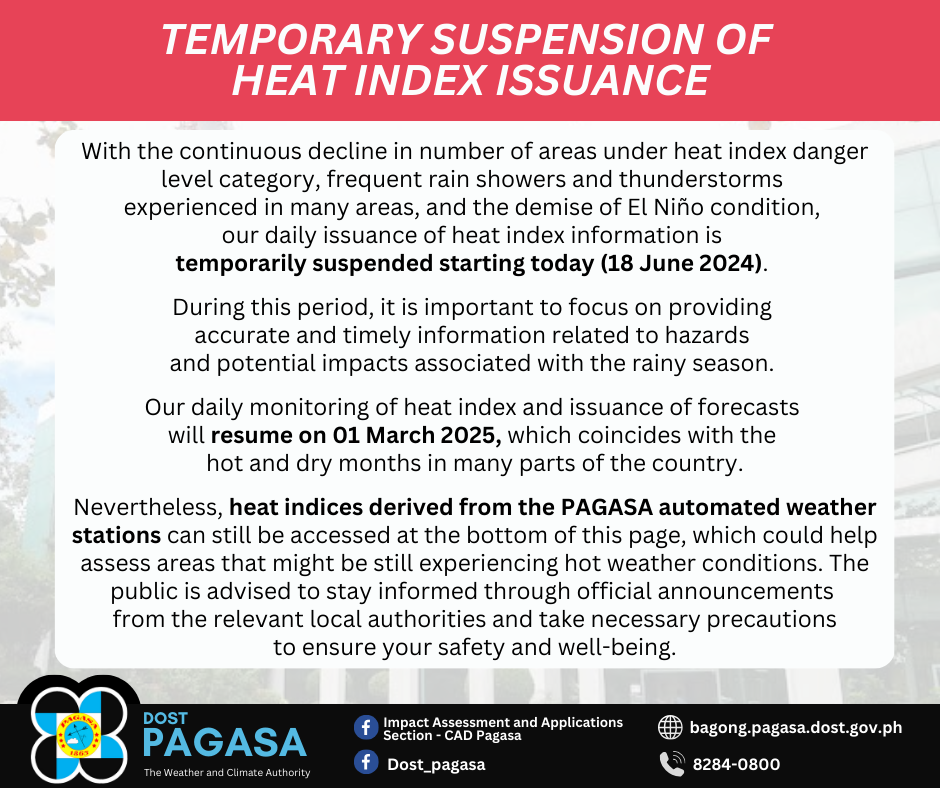 TEMPORARY SUSPENSION OF
HEAT INDEX ISSUANCE
With the continuous decline in number of areas under heat index danger
level category, frequent rain showers and thunderstorms
experienced in many areas, and the demise of El Niño condition,
our daily issuance of heat index information is
temporarily suspended starting today (18 June 2024).
During this period, it is important to focus on providing
accurate and timely information related to hazards
and potential impacts associated with the rainy season.
Our daily monitoring of heat index and issuance of forecasts
will resume on 01 March 2025, which coincides with the
hot and dry months in many parts of the country.
Nevertheless, heat indices derived from the PAGASA automated weather
stations can still be accessed at the bottom of this page, which could help
assess areas that might be still experiencing hot weather conditions. The
public is advised to stay informed through official announcements
from the relevant local authorities and take necessary precautions
to ensure your safety and well-being.
PAGASA
1865
DOST
PAGASA
The Weather and Climate Authority
Impact Assessment and Applications
Section - CAD Pagasa
Dost_pagasa
bagong.pagasa.dost.gov.ph
8284-0800